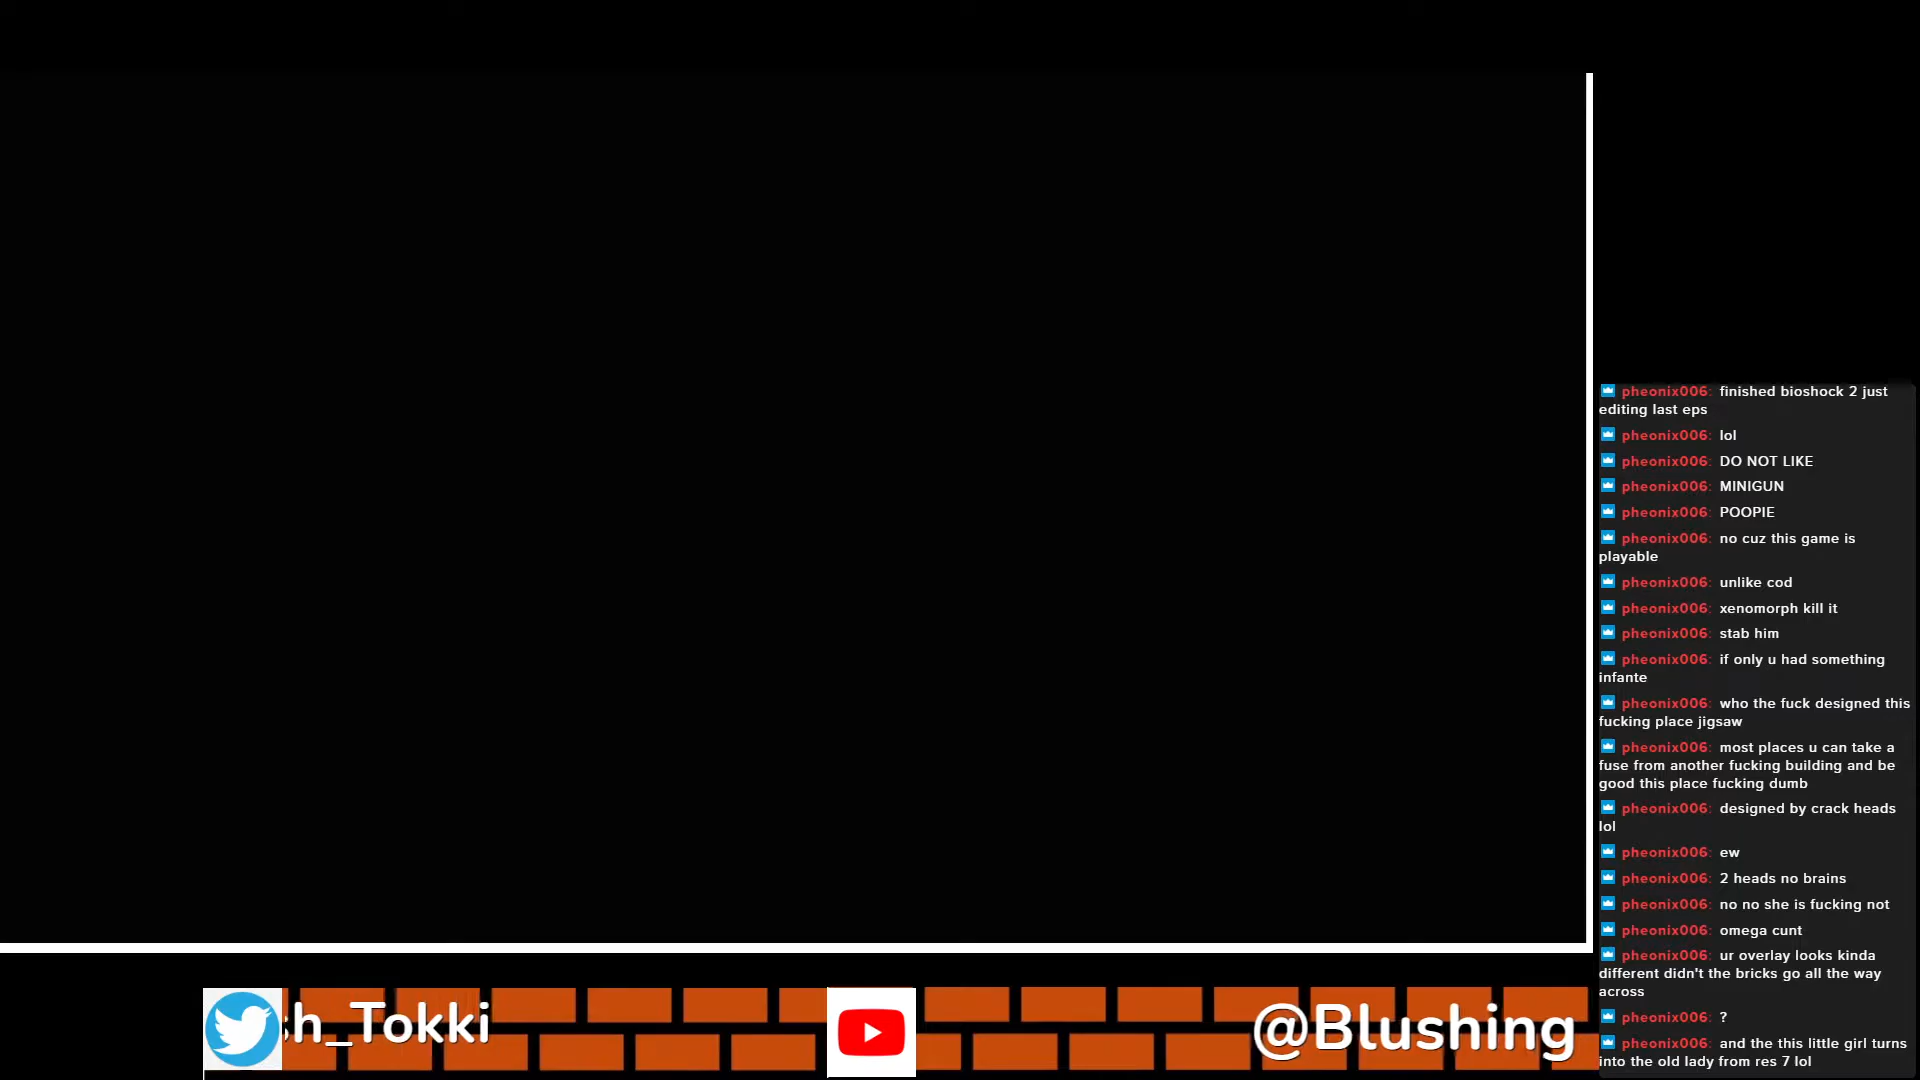 pheonix006: finished bioshock 2 just
editing last eps
pheonix006: lol
pheonix006: DO NOT LIKE
pheonix006: MINIGUN
pheonix006: POOPIE
pheonix006: no cuz this game is
playable
pheonix006: unlike cod
pheonix006: xenomorph kill it
pheonix006: stab him
pheonix006: if only u had something
infante
pheonix006: who the fuck designed this
fucking place jigsaw
pheonix006: most places u can take a
fuse from another fucking building and be
good this place fucking dumb
pheonix006: designed by crack heads
lol
pheonix006: ew
pheonix006: 2 heads no brains
pheonix006: no no she is fucking not
pheonix006: omega cunt
pheonix006: ur overlay looks kinda
different didn't the bricks go all the way
across
pheonix006: ?
pheonix006: and the this little girl turns
into the old lady from res 7 lol
h_Tokki
@Blushing